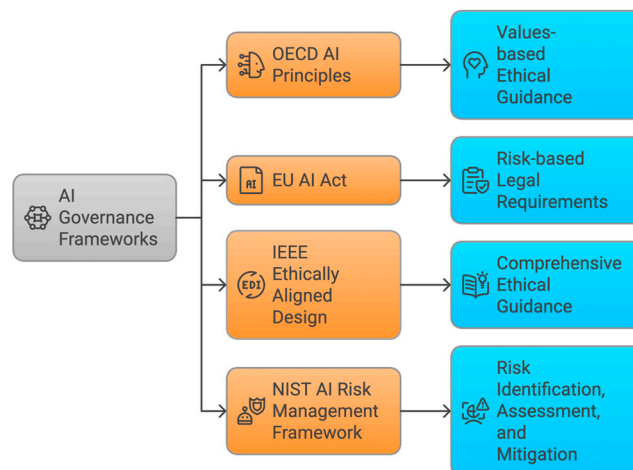 AI
Governance
Frameworks
OECD AI
Principles
Values-
based
Ethical
Guidance
AI
EU AI Act
Risk-based
Legal
Requirements
EDI
IEEE
Ethically
Aligned
Design
Comprehensive
Ethical
Guidance
NIST AI Risk
Management
Framework
Risk
Identification,
Assessment,
and
Mitigation